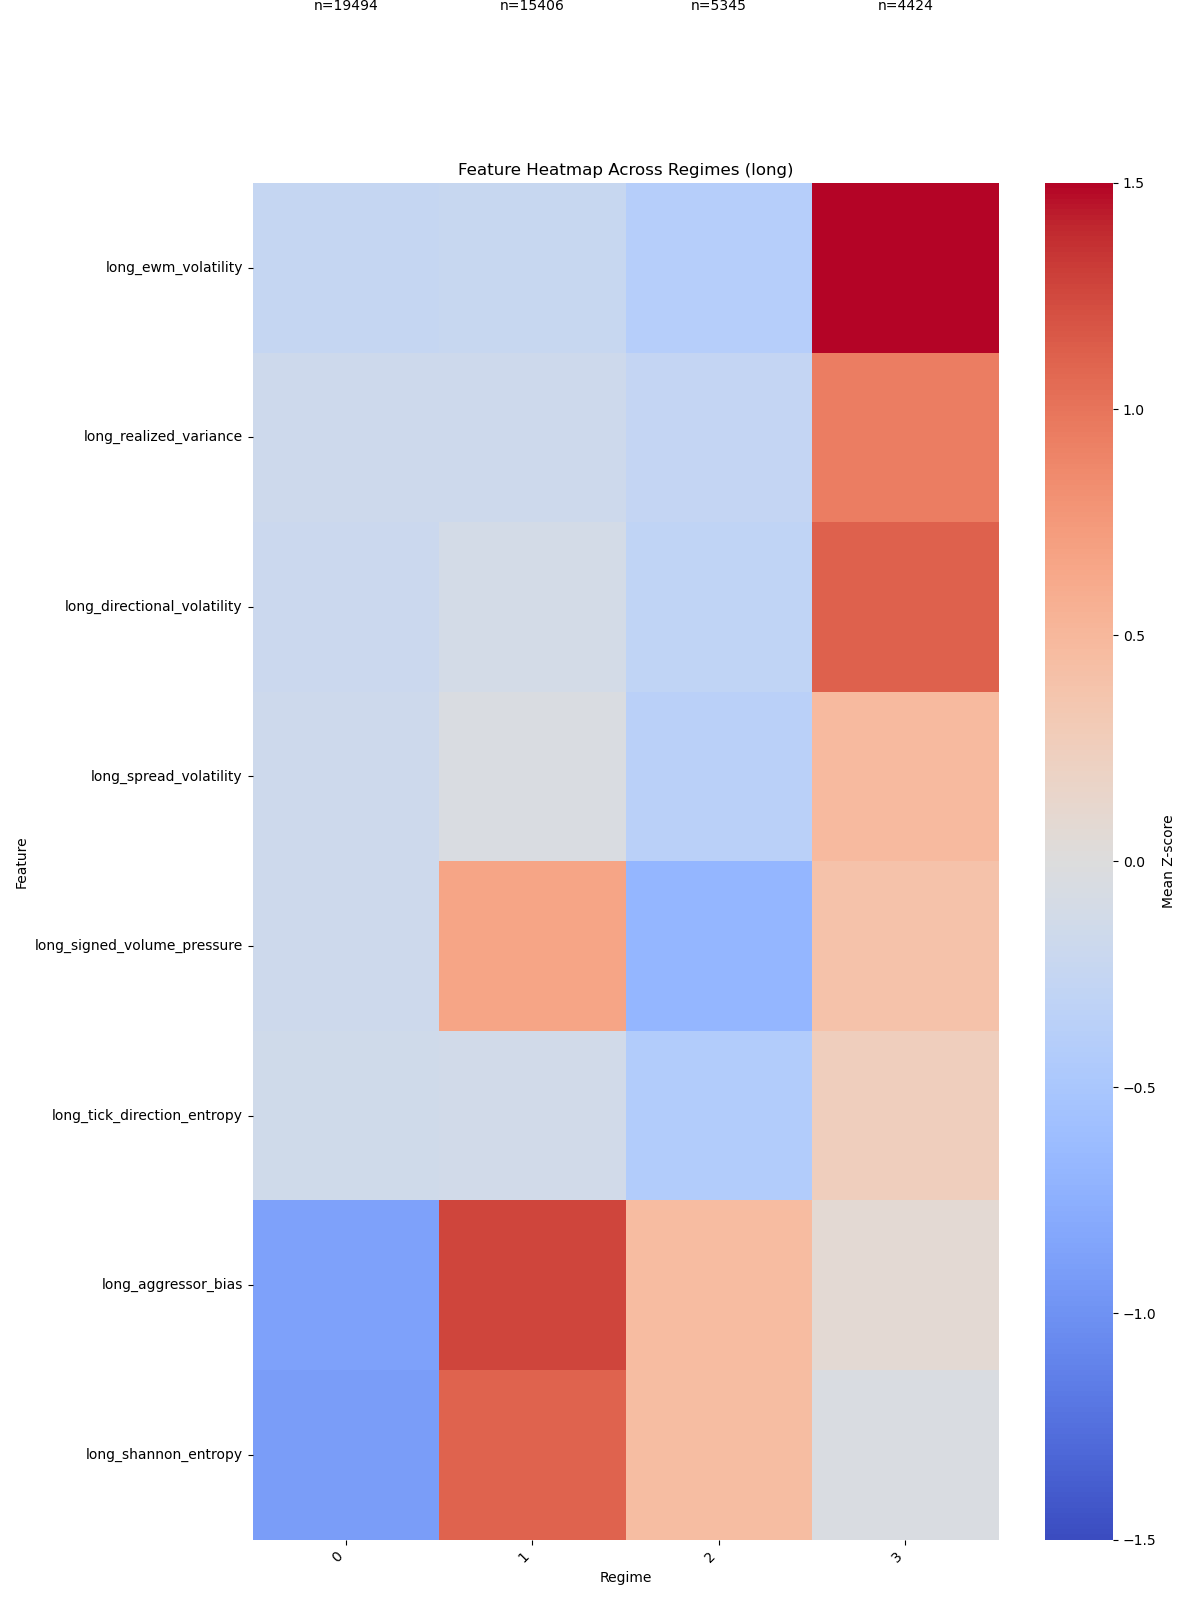 n=19494 n=15406 n=5345 n=4424
Feature Heatmap Across Regimes (long)
long_ewm_volatility
long_realized_variance
long_directional_volatility
long_spread_volatility
long_signed_volume_pressure
long_tick_direction_entropy
long_aggressor_bias
long_shannon_entropy
Feature
0 1 2 3
Regime
1.5
1.0
0.5
0.0
−0.5
−1.0
−1.5
Mean Z-score